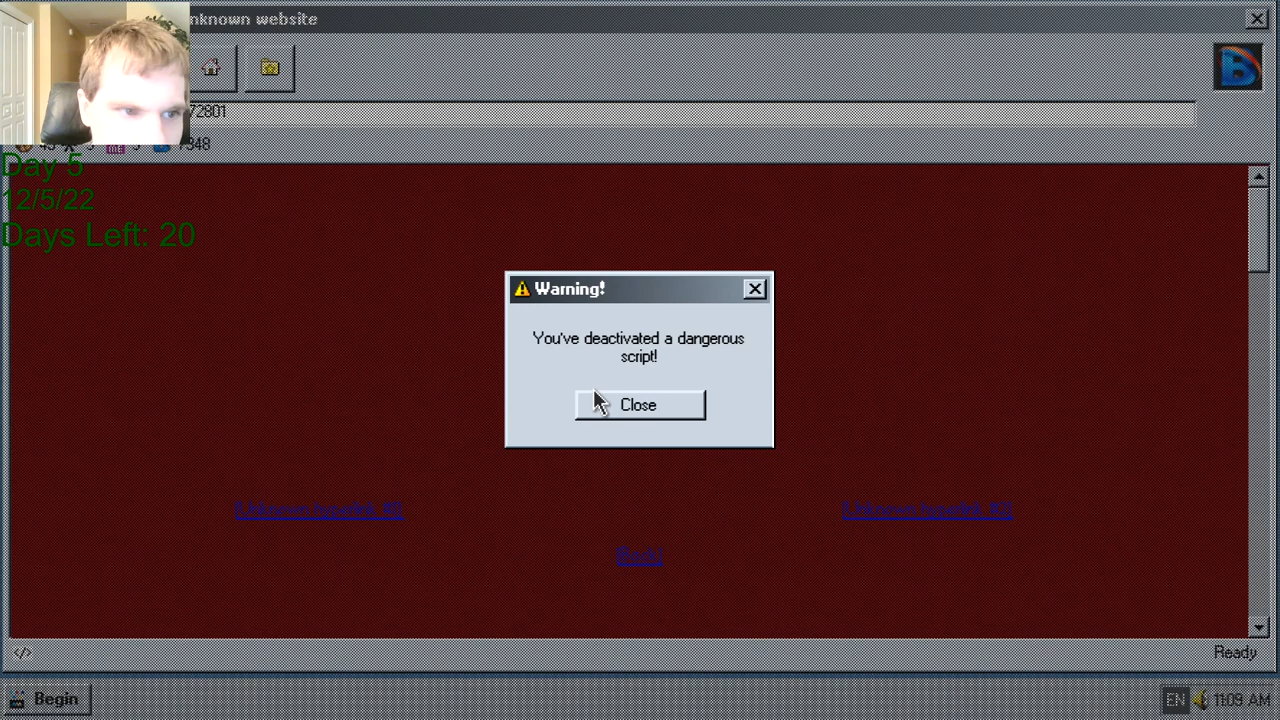 nknown website
72801
Day 5
12/5/22
Days Left: 20
Warning!
You've deactivated a dangerous
script!
Close
[Back]
</>
Ready
Begin
EN
11:09 AM